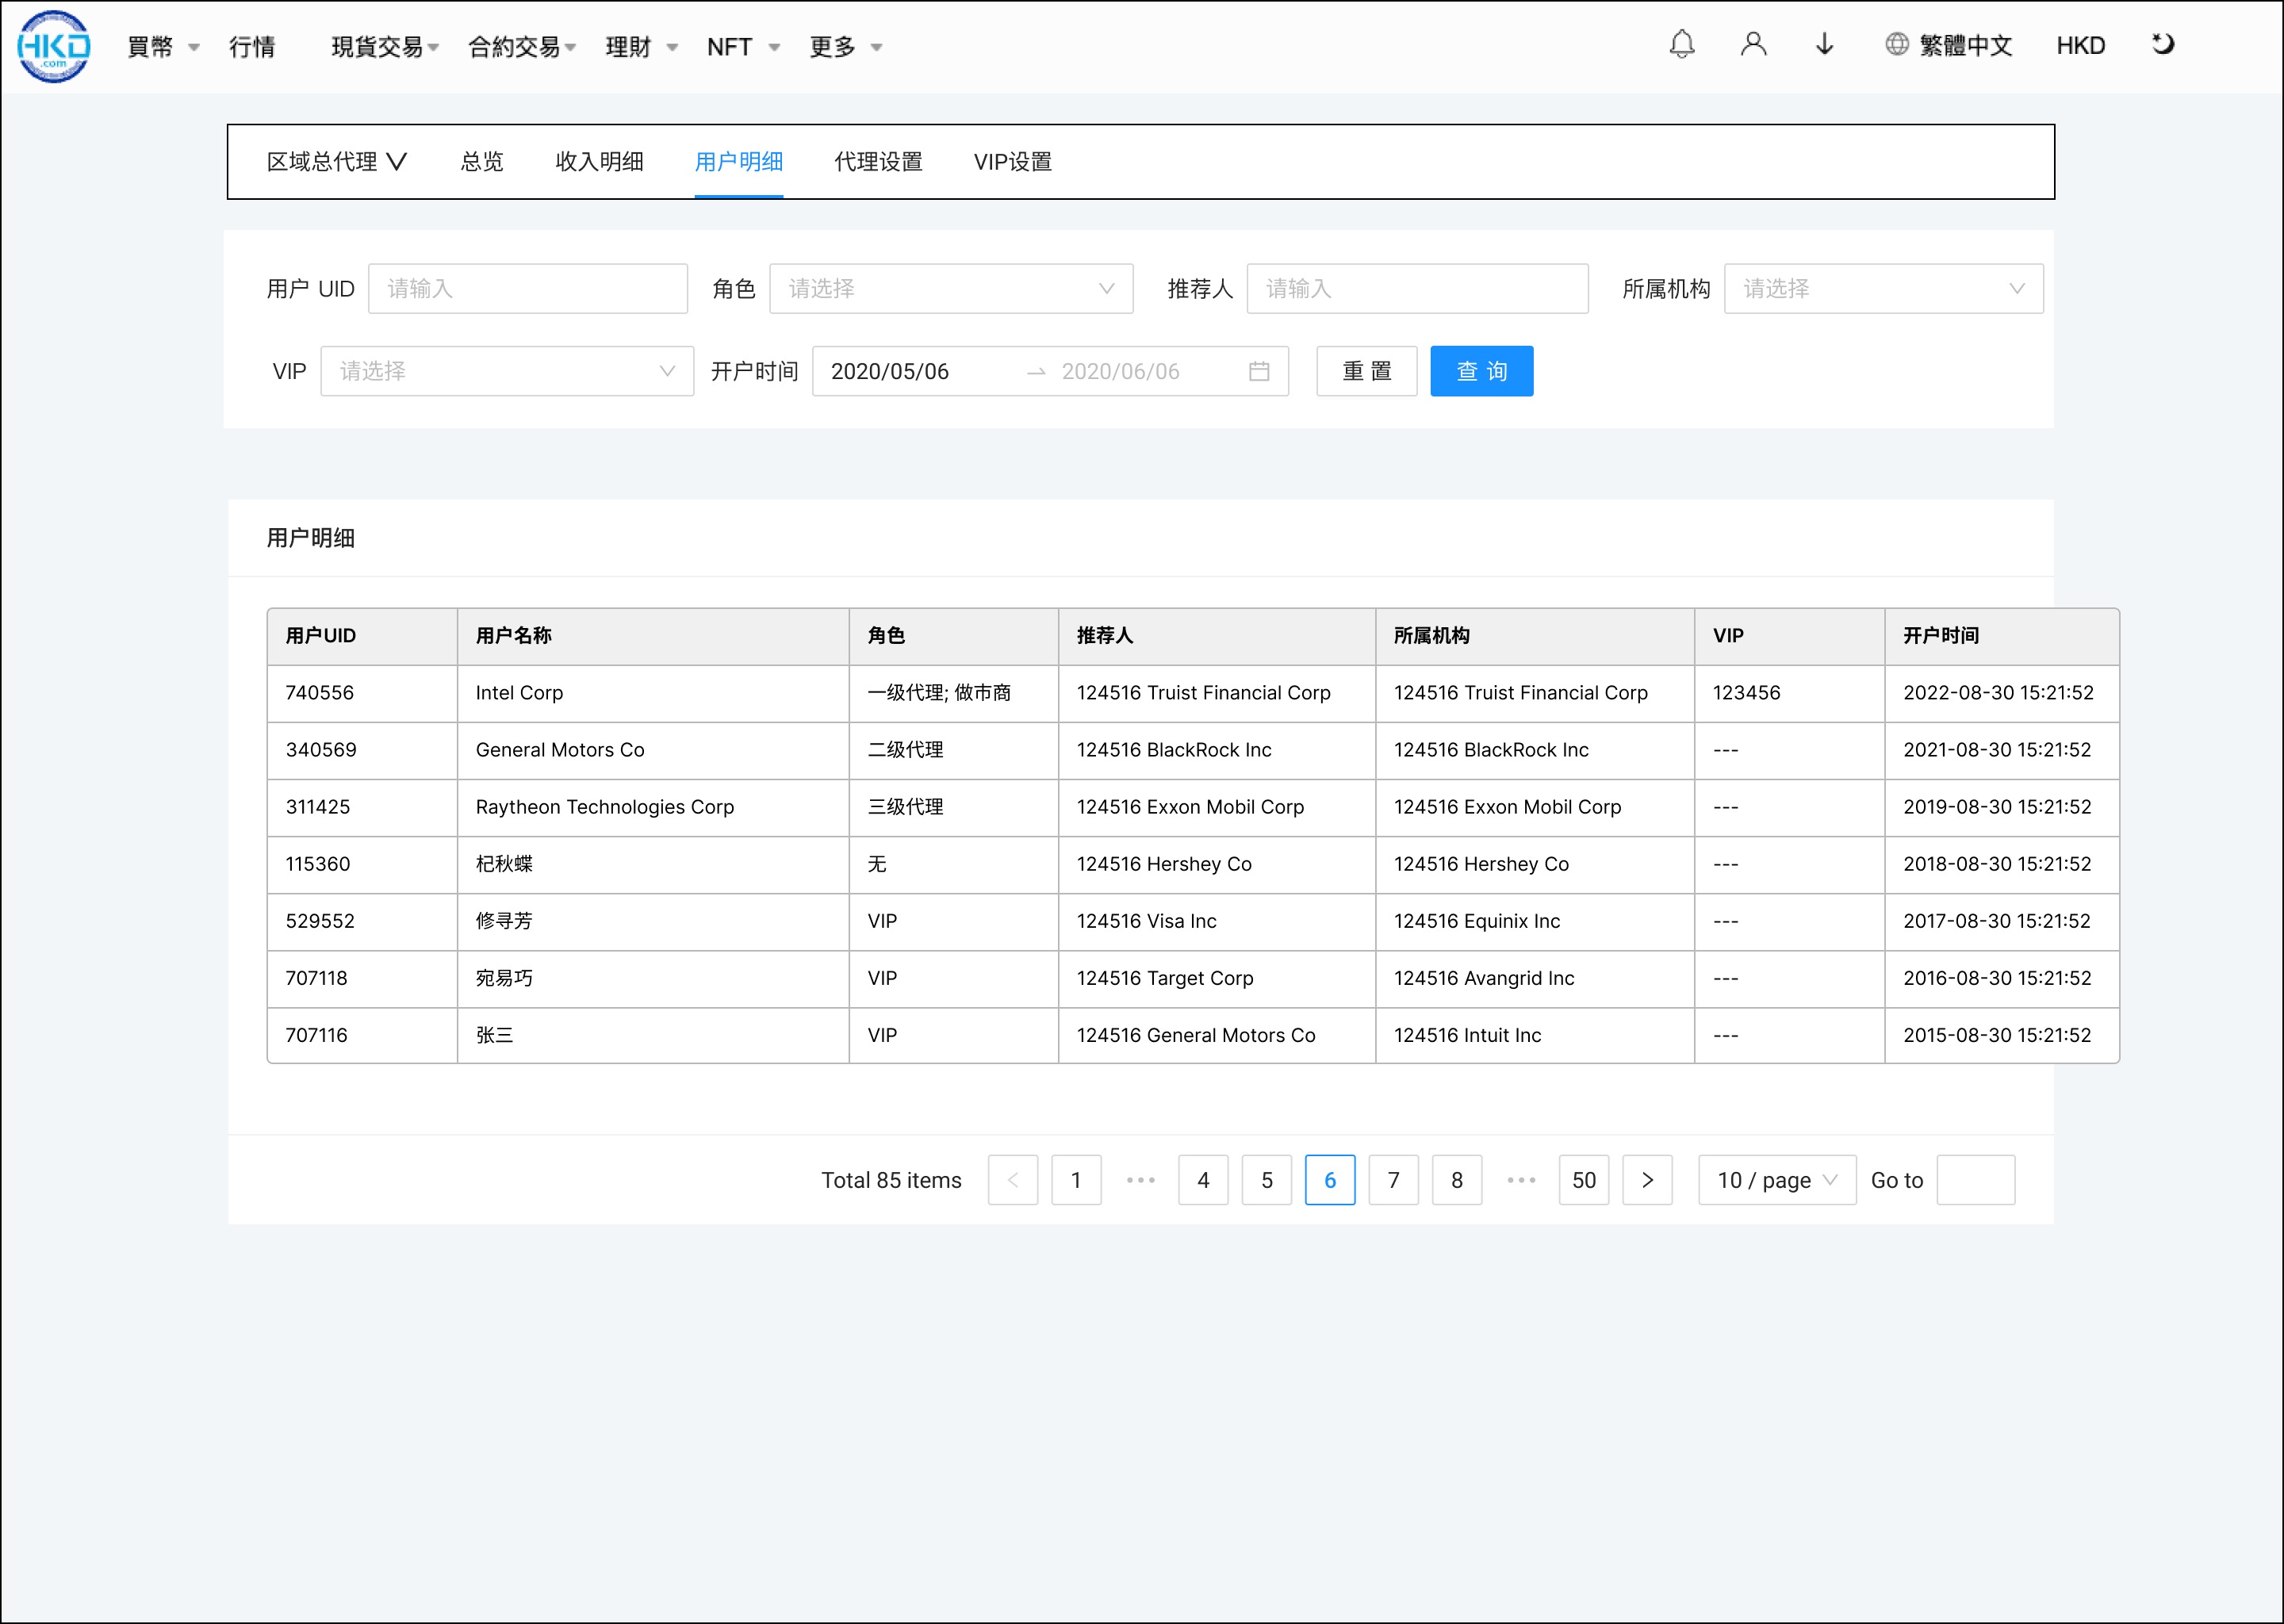 HKD
.com
買幣 行情 現貨交易 合約交易 理財 NFT 更多 繁體中文 HKD
区域总代理 总览 收入明细 用户明细 代理设置 VIP设置
用户 UID 请输入 角色 请选择 推荐人 请输入 所属机构 请选择
VIP 请选择 开户时间 2020/05/06 2020/06/06 重 置 查 询
用户明细
用户UID 用户名称 角色 推荐人 所属机构 VIP 开户时间
740556 Intel Corp 一级代理; 做市商 124516 Truist Financial Corp 124516 Truist Financial Corp 123456 2022-08-30 15:21:52
340569 General Motors Co 二级代理 124516 BlackRock Inc 124516 BlackRock Inc --- 2021-08-30 15:21:52
311425 Raytheon Technologies Corp 三级代理 124516 Exxon Mobil Corp 124516 Exxon Mobil Corp --- 2019-08-30 15:21:52
115360 杞秋蝶 无 124516 Hershey Co 124516 Hershey Co --- 2018-08-30 15:21:52
529552 修寻芳 VIP 124516 Visa Inc 124516 Equinix Inc --- 2017-08-30 15:21:52
707118 宛易巧 VIP 124516 Target Corp 124516 Avangrid Inc --- 2016-08-30 15:21:52
707116 张三 VIP 124516 General Motors Co 124516 Intuit Inc --- 2015-08-30 15:21:52
Total 85 items < 1 ••• 4 5 6 7 8 ••• 50 > 10 / page Go to